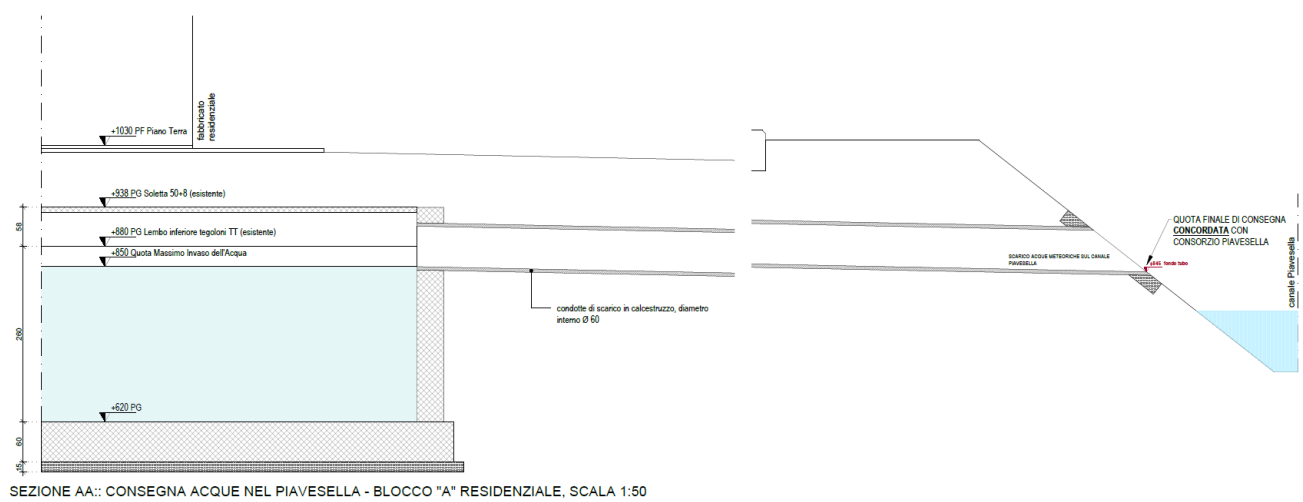 fabbricato
residenziale
+1030 PF Piano Terra
+938 PG Soletta 50+8 (esistente)
58
+880 PG Lembo inferiore tegoloni TT (esistente)
+850 Quota Massimo Invaso dell'Acqua
QUOTA FINALE DI CONSEGNA
CONCORDATA CON
CONSORZIO PIAVESELLA
SCARICO ACQUE METEORICHE SUL CANALE
PIAVESELLA
+845 fondo tubo
canale Piavesella
condotte di scarico in calcestruzzo, diametro
interno Ø 60
260
+620 PG
60
15
SEZIONE AA:: CONSEGNA ACQUE NEL PIAVESELLA - BLOCCO "A" RESIDENZIALE, SCALA 1:50